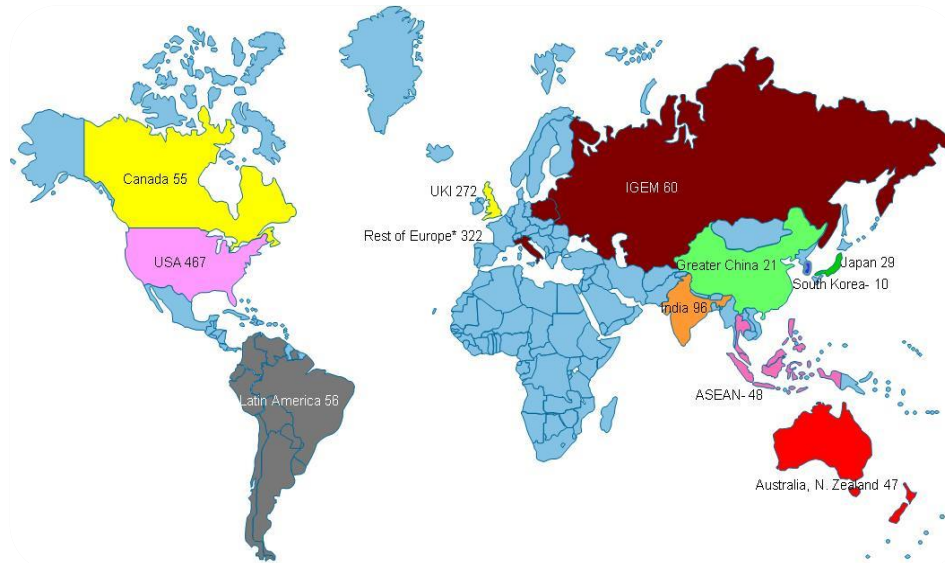 Canada 55
UKI 272
IGEM 60
Rest of Europe* 322
USA 467
Greater China 21
Japan 29
South Korea- 10
India 96
ASEAN- 48
Latin America 56
Australia, N. Zealand 47